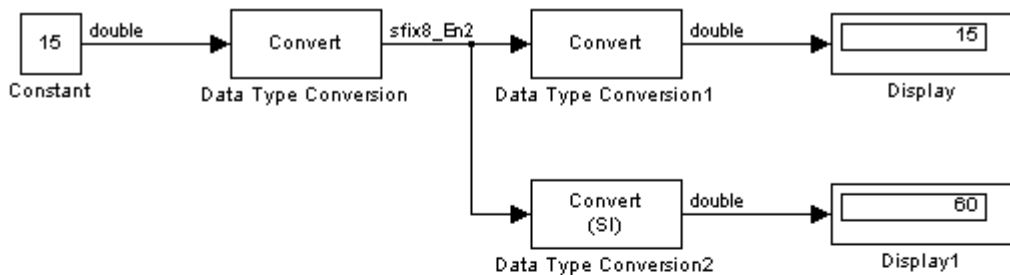 15
double
Convert
sfix8_En2
Convert
double
15
Constant
Data Type Conversion
Data Type Conversion1
Display
Convert
(SI)
double
60
Data Type Conversion2
Display1